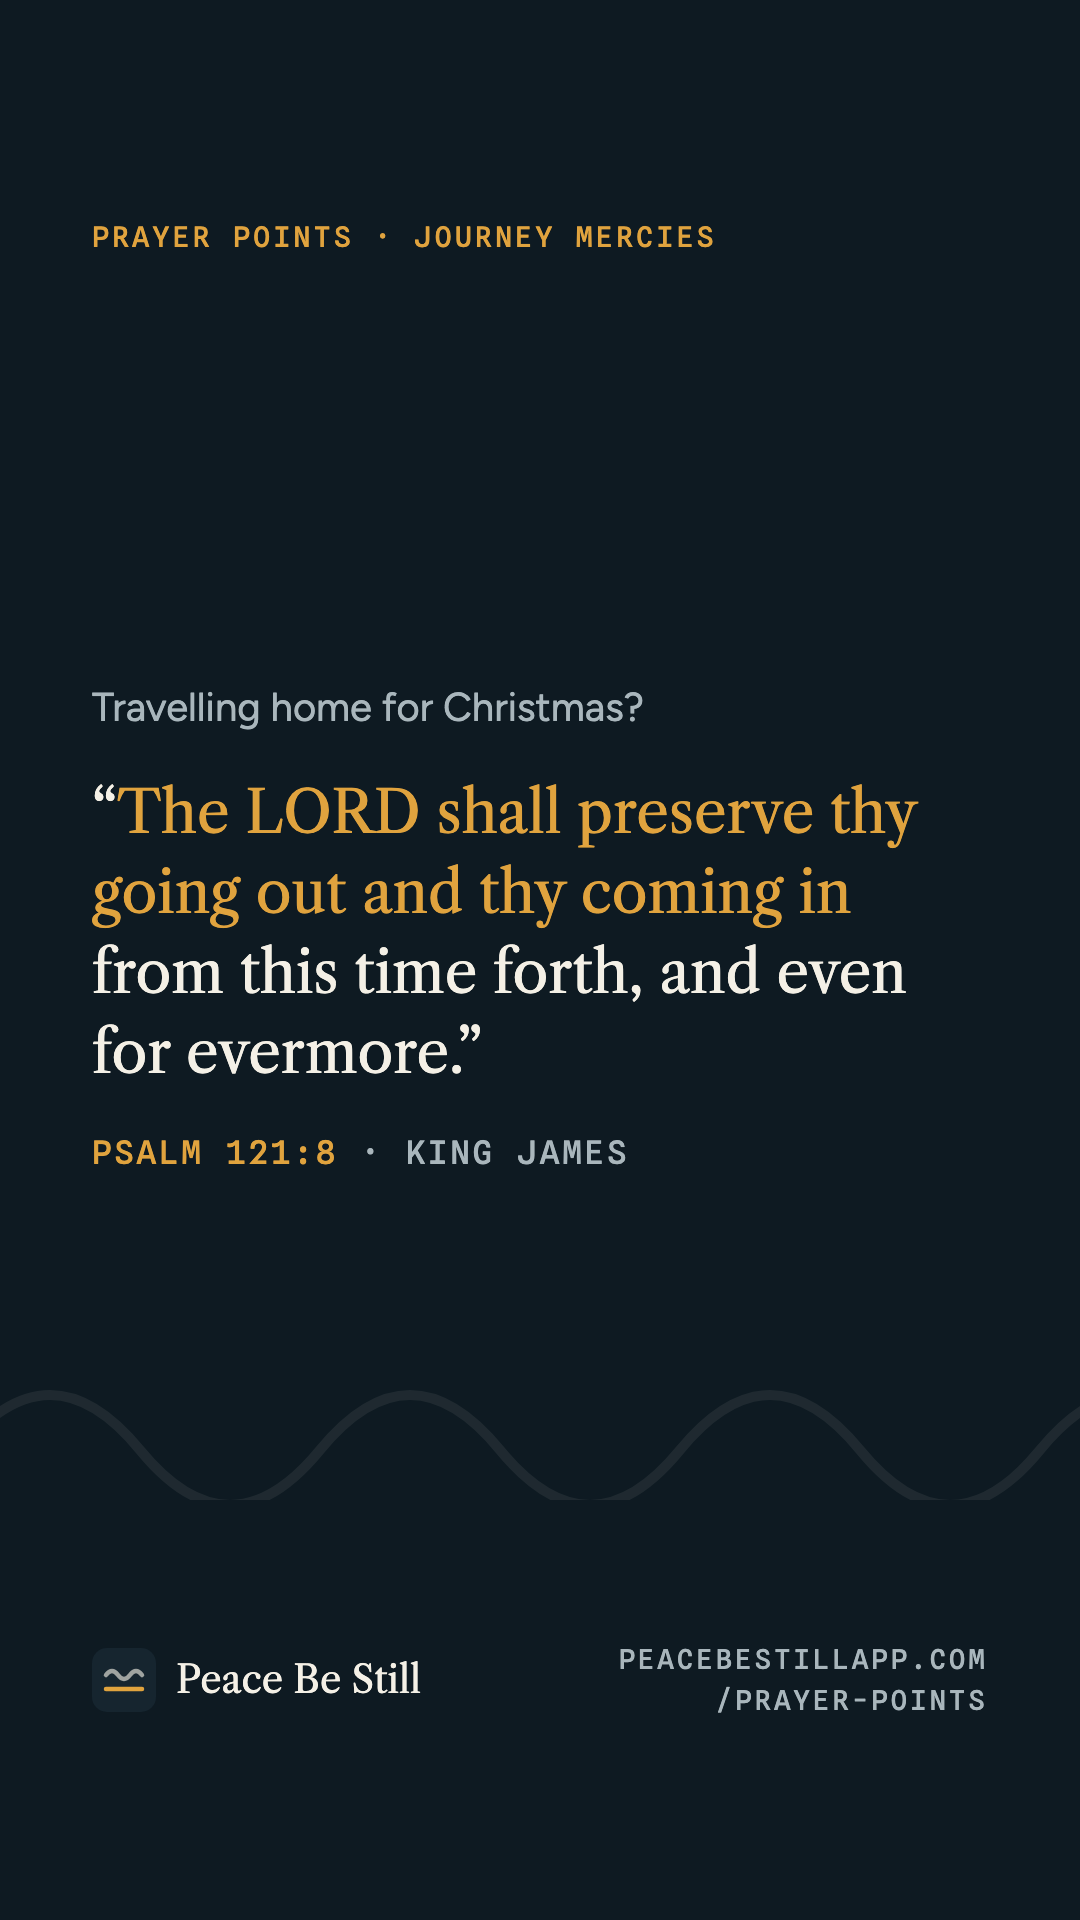 PRAYER POINTS · JOURNEY MERCIES
Travelling home for Christmas?
“The LORD shall preserve thy
going out and thy coming in
from this time forth, and even
for evermore.”
PSALM 121:8 · KING JAMES
Peace Be Still
PEACEBESTILLAPP.COM
/PRAYER-POINTS